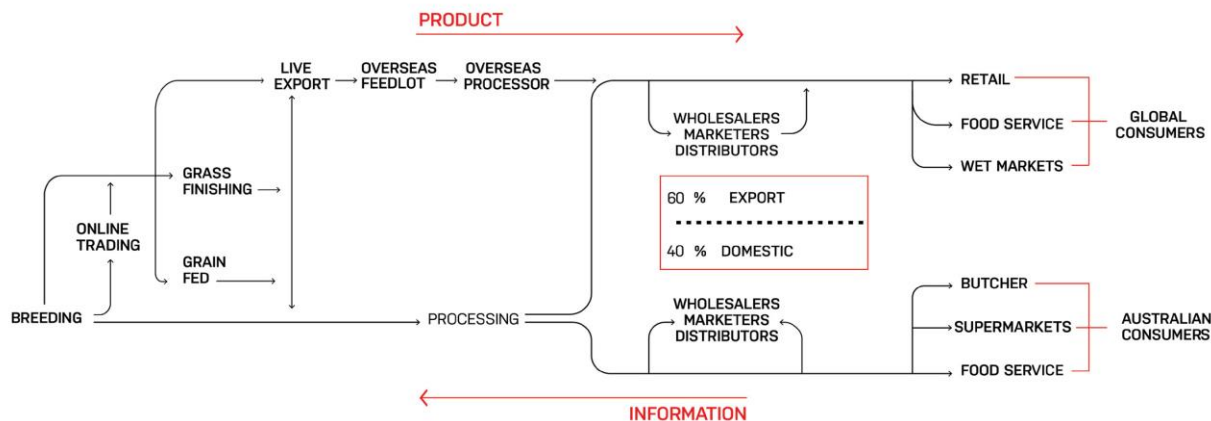 PRODUCT
LIVE
EXPORT
OVERSEAS
FEEDLOT
OVERSEAS
PROCESSOR
RETAIL
WHOLESALERS
MARKETERS
DISTRIBUTORS
FOOD SERVICE
GLOBAL
CONSUMERS
WET MARKETS
GRASS
FINISHING
60 % EXPORT
ONLINE
TRADING
40 % DOMESTIC
GRAIN
FED
BREEDING
PROCESSING
WHOLESALERS
MARKETERS
DISTRIBUTORS
BUTCHER
SUPERMARKETS
AUSTRALIAN
CONSUMERS
FOOD SERVICE
INFORMATION